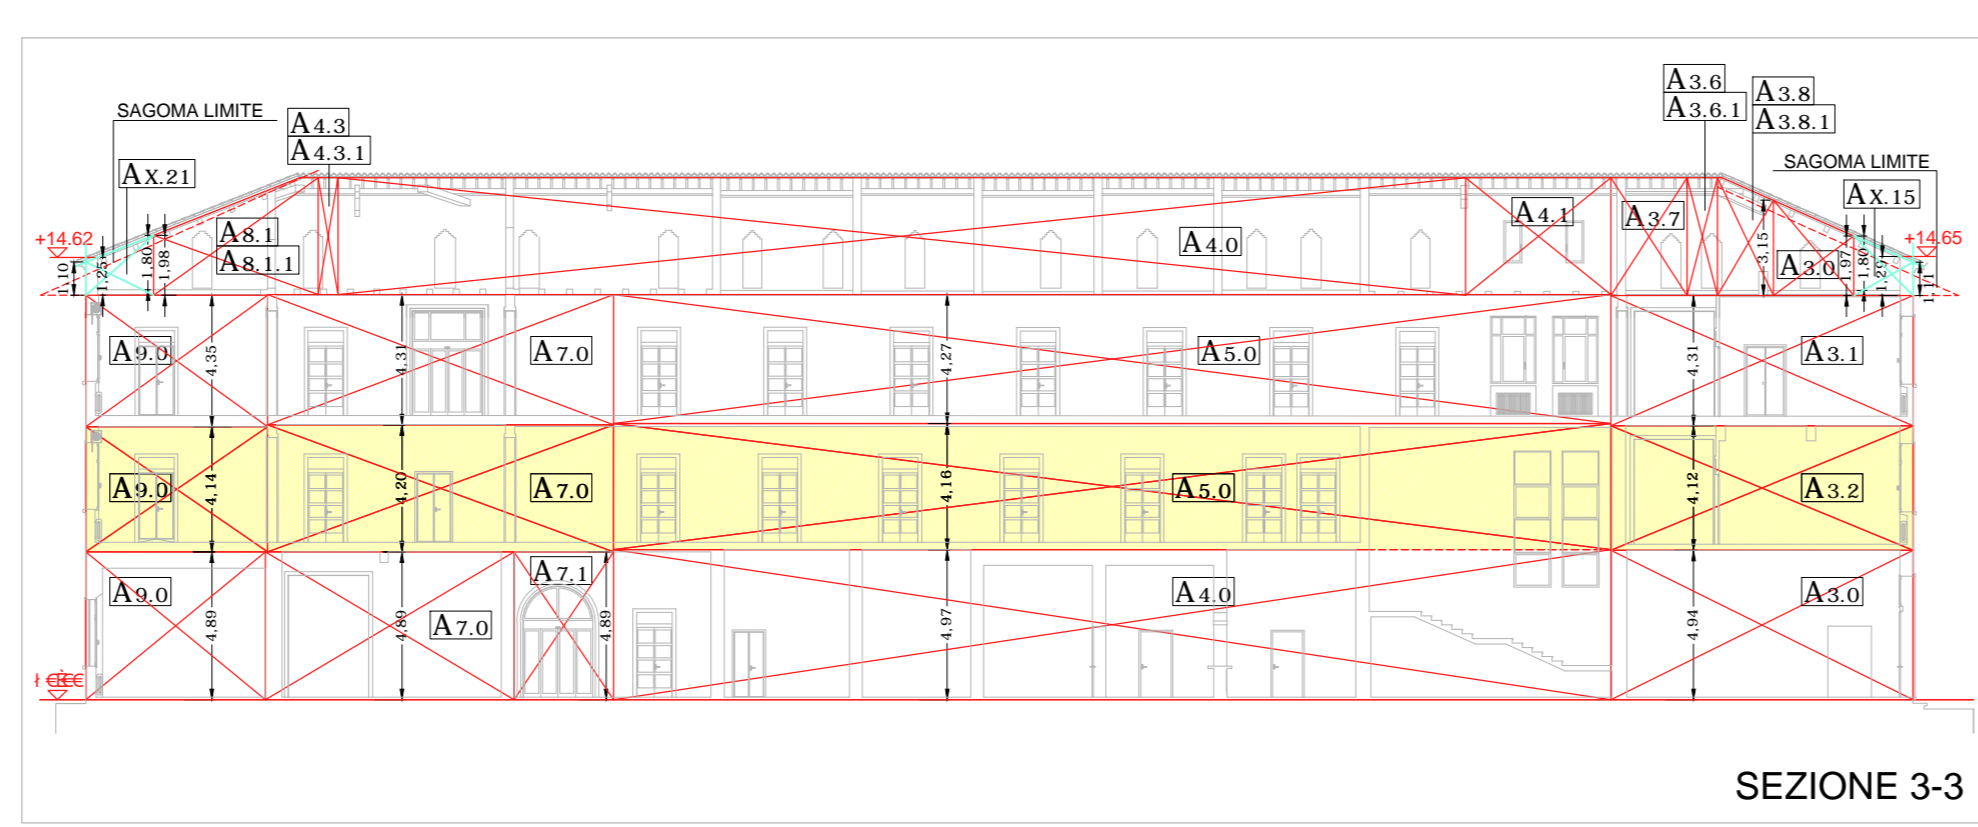 SAGOMA LIMITE
A4.3
A4.3.1
AX.21
A3.6
A3.6.1
A3.8
A3.8.1
SAGOMA LIMITE
AX.15
+14.62
A8.1
A8.1.1
A4.0
A4.1
A3.7
A3.0
+14.65
1,25
1,80
1,98
3,15
1,97
1,80
1,29
A9.0
4,35
4,31
A7.0
4,27
A5.0
4,31
A3.1
A9.0
4,14
4,20
A7.0
4,16
A5.0
4,12
A3.2
A9.0
4,89
4,89
A7.0
A7.1
4,89
4,97
A4.0
4,94
A3.0
SEZIONE 3-3